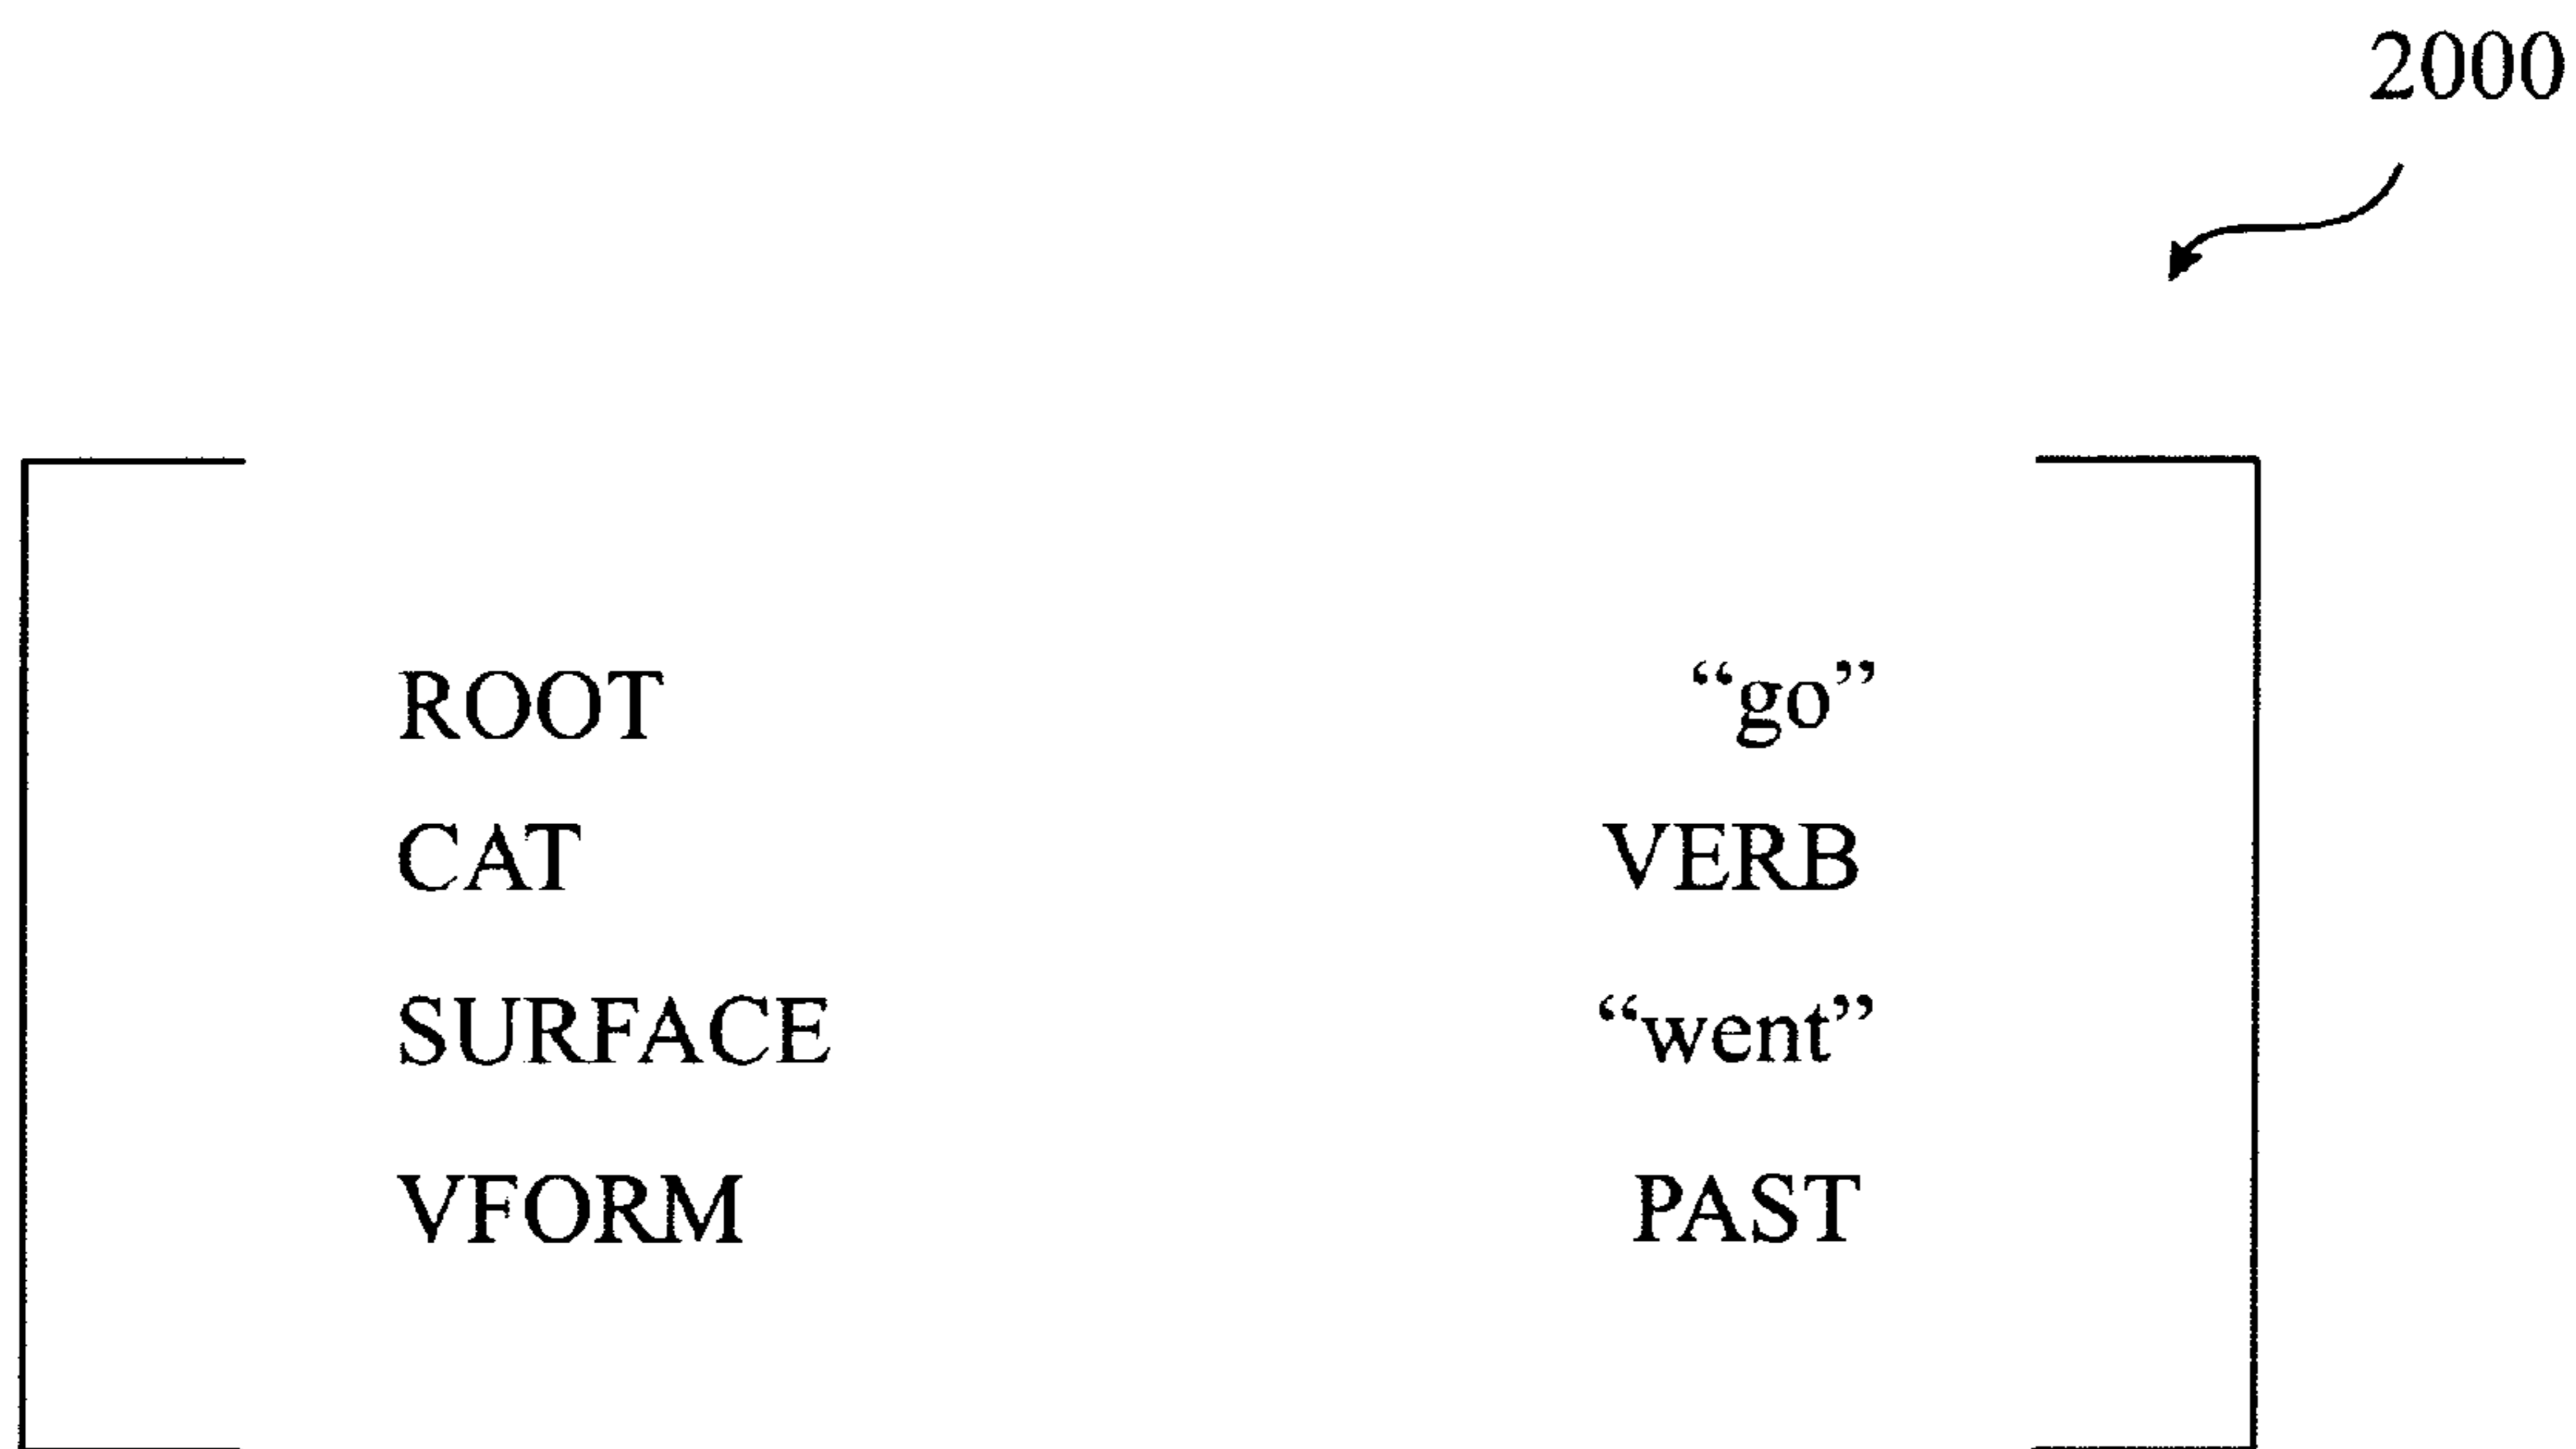 2000
ROOT “go”
CAT VERB
SURFACE “went”
VFORM PAST